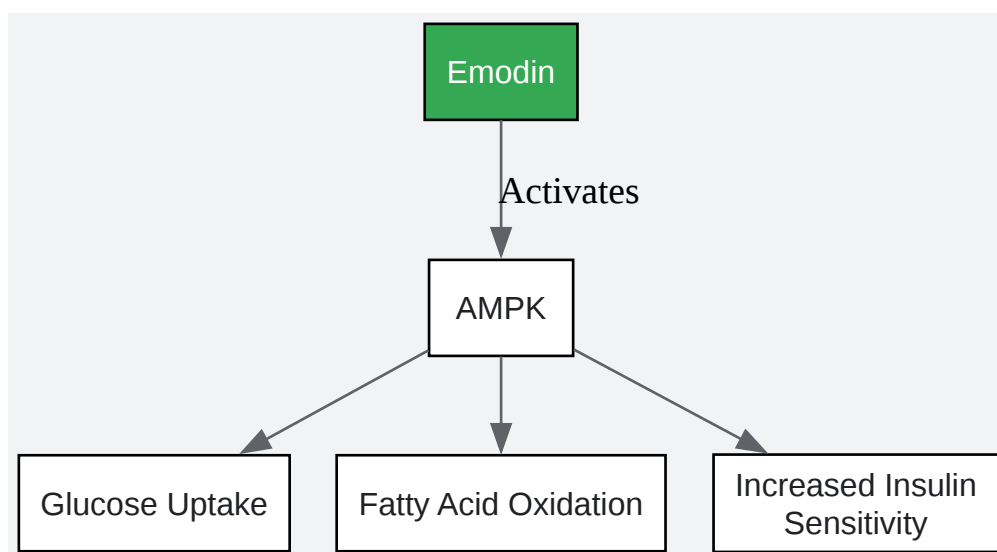 Emodin
Activates
AMPK
Glucose Uptake
Fatty Acid Oxidation
Increased Insulin
Sensitivity